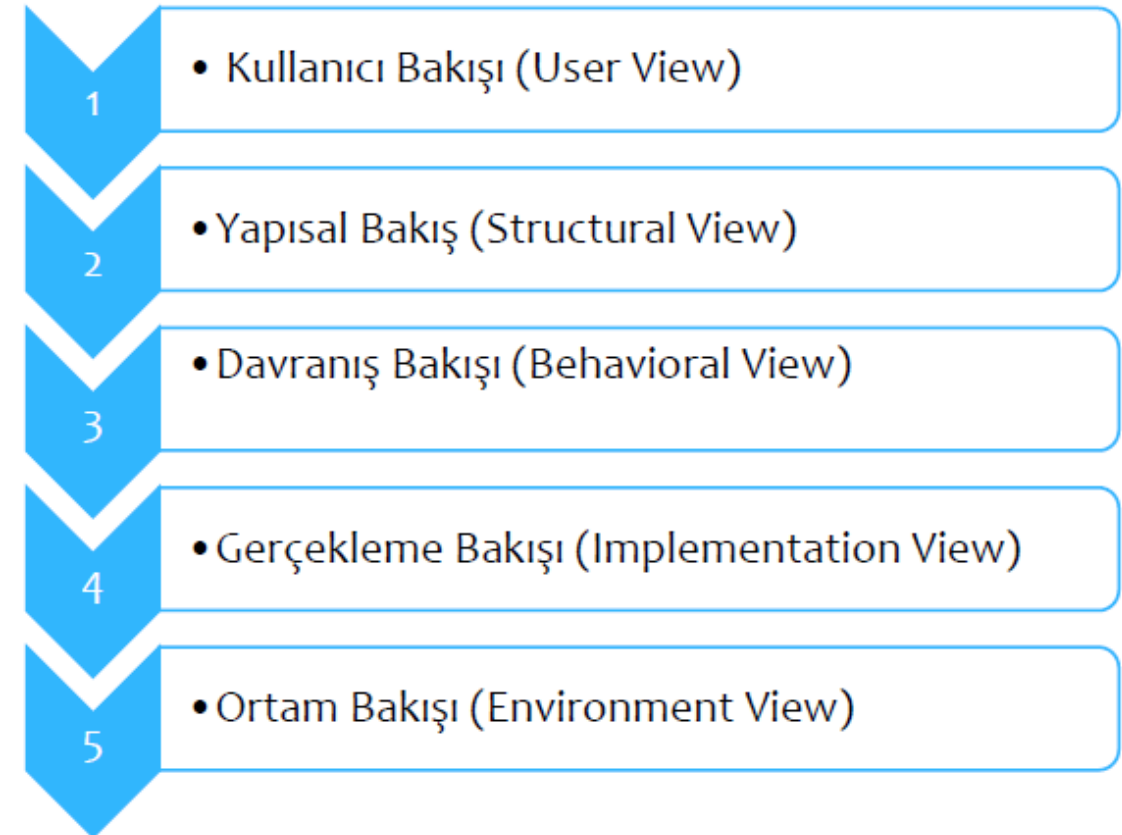 1
• Kullanıcı Bakışı (User View)
2
•Yapısal Bakış (Structural View)
3
•Davranış Bakışı (Behavioral View)
4
•Gerçekleme Bakışı (Implementation View)
5
•Ortam Bakışı (Environment View)